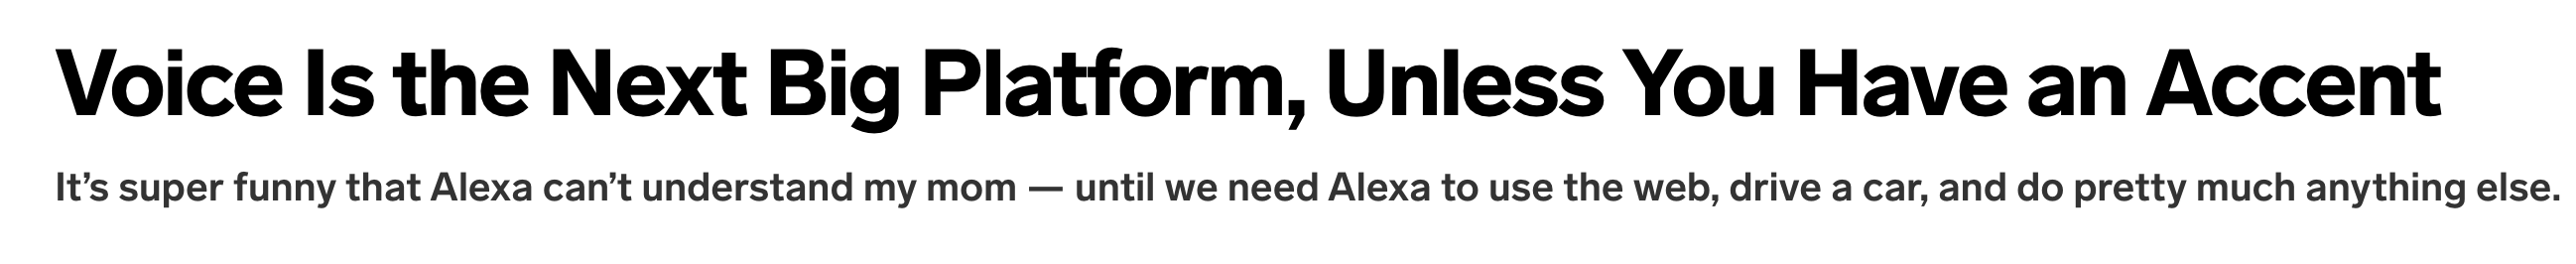 Voice Is the Next Big Platform, Unless You Have an Accent
It’s super funny that Alexa can’t understand my mom — until we need Alexa to use the web, drive a car, and do pretty much anything else.